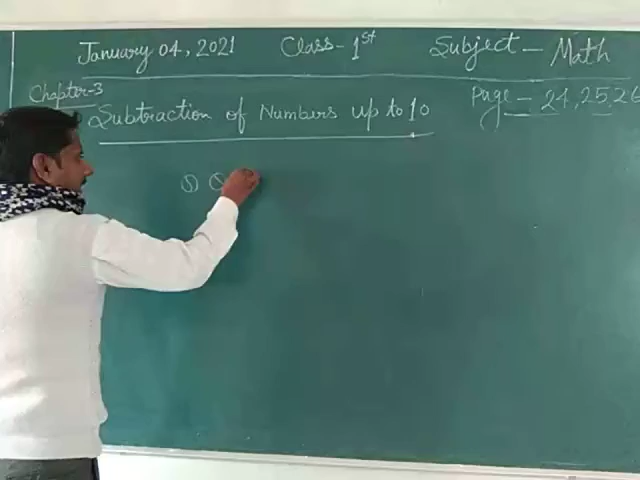 January 04, 2021 Class - 1st Subject - Math
Chapter-3 Page - 24, 25, 26
Subtraction of Numbers up to 10